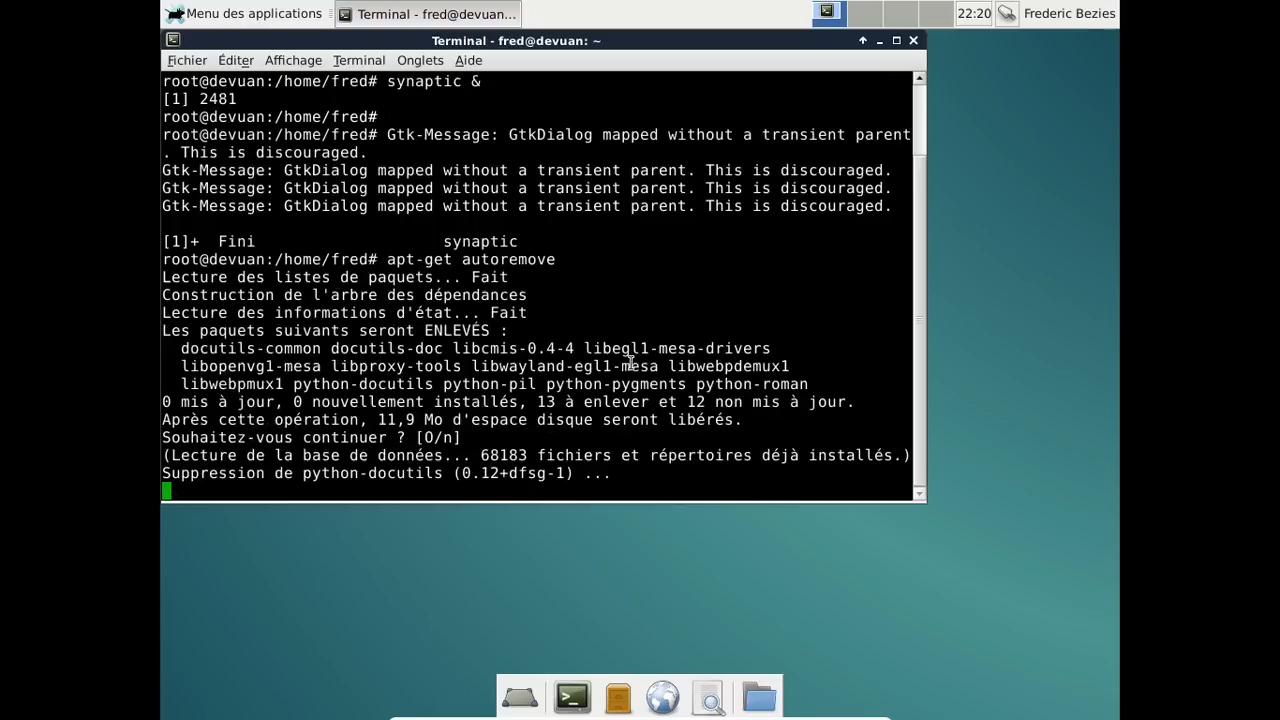 Menu des applications
Terminal - fred@devuan...
22:20
Frederic Bezies
Terminal - fred@devuan: ~
Fichier Éditer Affichage Terminal Onglets Aide
root@devuan:/home/fred# synaptic &
[1] 2481
root@devuan:/home/fred#
root@devuan:/home/fred# Gtk-Message: GtkDialog mapped without a transient parent
. This is discouraged.
Gtk-Message: GtkDialog mapped without a transient parent. This is discouraged.
Gtk-Message: GtkDialog mapped without a transient parent. This is discouraged.
Gtk-Message: GtkDialog mapped without a transient parent. This is discouraged.
[1]+  Fini                    synaptic
root@devuan:/home/fred# apt-get autoremove
Lecture des listes de paquets... Fait
Construction de l'arbre des dépendances
Lecture des informations d'état... Fait
Les paquets suivants seront ENLEVÉS :
  docutils-common docutils-doc libcmis-0.4-4 libegl1-mesa-drivers
  libopenvg1-mesa libproxy-tools libwayland-egl1-mesa libwebpdemux1
  libwebpmux1 python-docutils python-pil python-pygments python-roman
0 mis à jour, 0 nouvellement installés, 13 à enlever et 12 non mis à jour.
Après cette opération, 11,9 Mo d'espace disque seront libérés.
Souhaitez-vous continuer ? [O/n]
(Lecture de la base de données... 68183 fichiers et répertoires déjà installés.)
Suppression de python-docutils (0.12+dfsg-1) ...